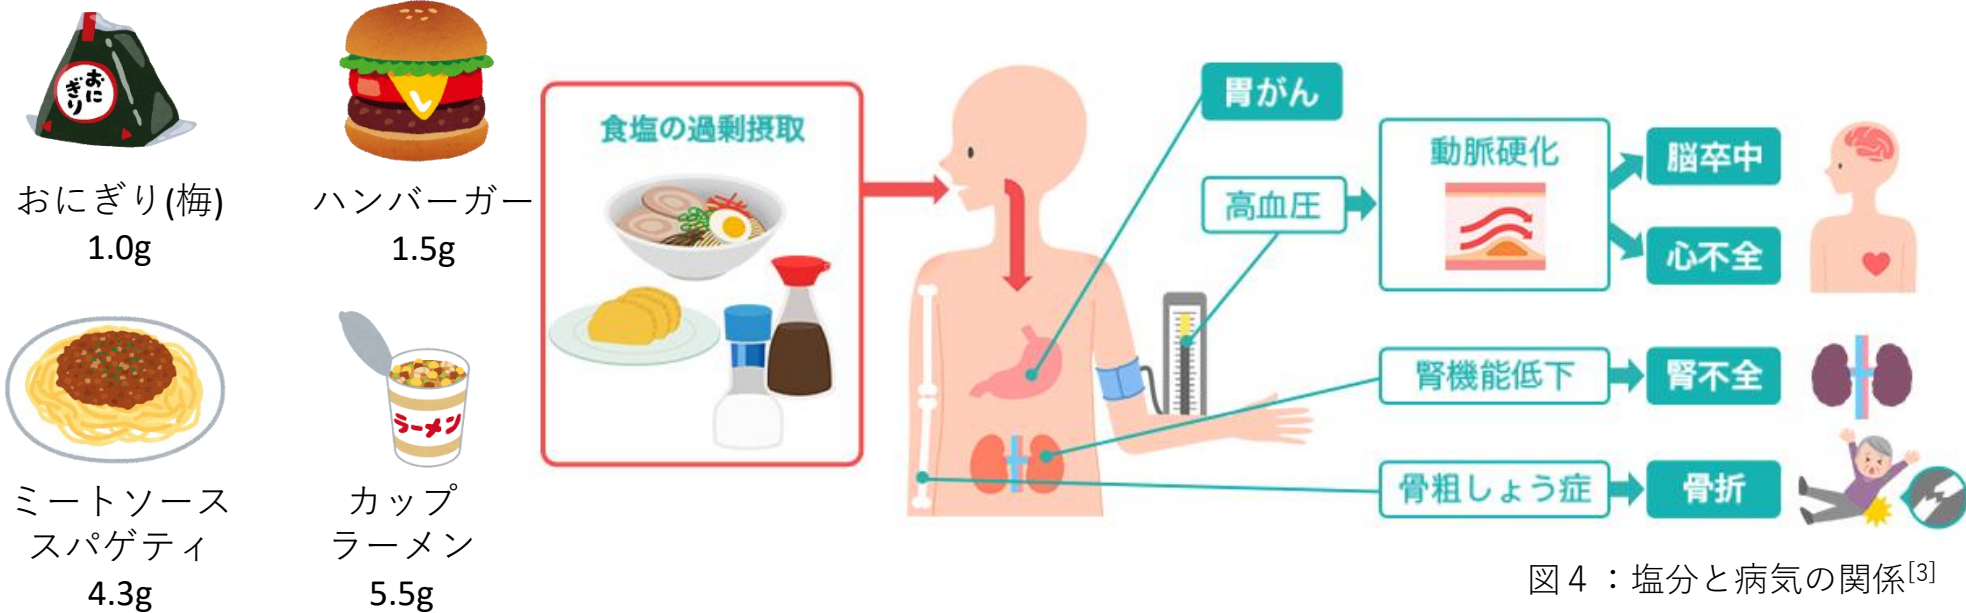 おに
ぎり
おにぎり(梅)
1.0g
ハンバーガー
1.5g
ラーメン
ミートソース
スパゲティ
4.3g
カップ
ラーメン
5.5g
食塩の過剰摂取
胃がん
高血圧
動脈硬化
脳卒中
心不全
腎機能低下
腎不全
骨粗しょう症
骨折
図4：塩分と病気の関係[3]